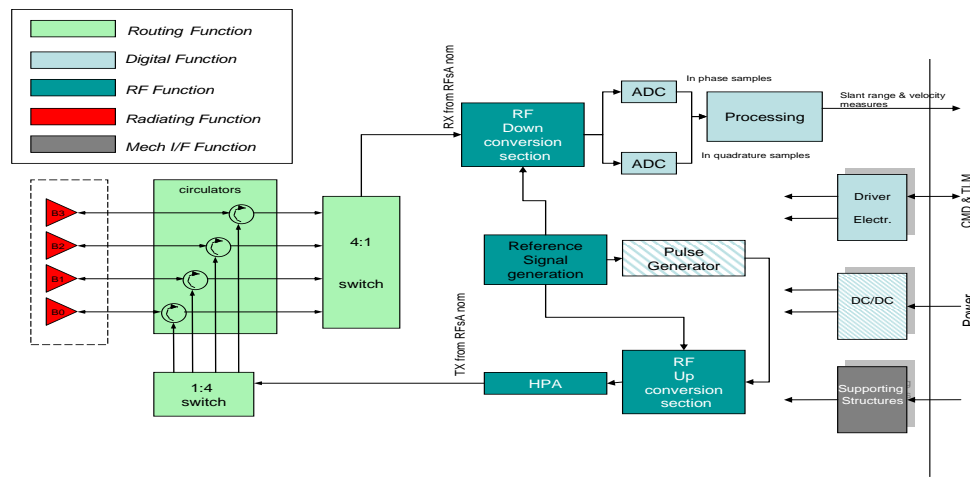 Routing Function
Digital Function
RF Function
Radiating Function
Mech I/F Function
RX from RFsA nom
RF
Down
conversion
section
ADC
ADC
In phase samples
In quadrature samples
Processing
Slant range & velocity
measures
circulators
B3
B2
B1
B0
4:1
switch
1:4
switch
Reference
Signal
generation
Pulse
Generator
TX from RFsA nom
HPA
RF
Up
conversion
section
Driver
Electr.
CMD & TLM
DC/DC
Power
Supporting
Structures